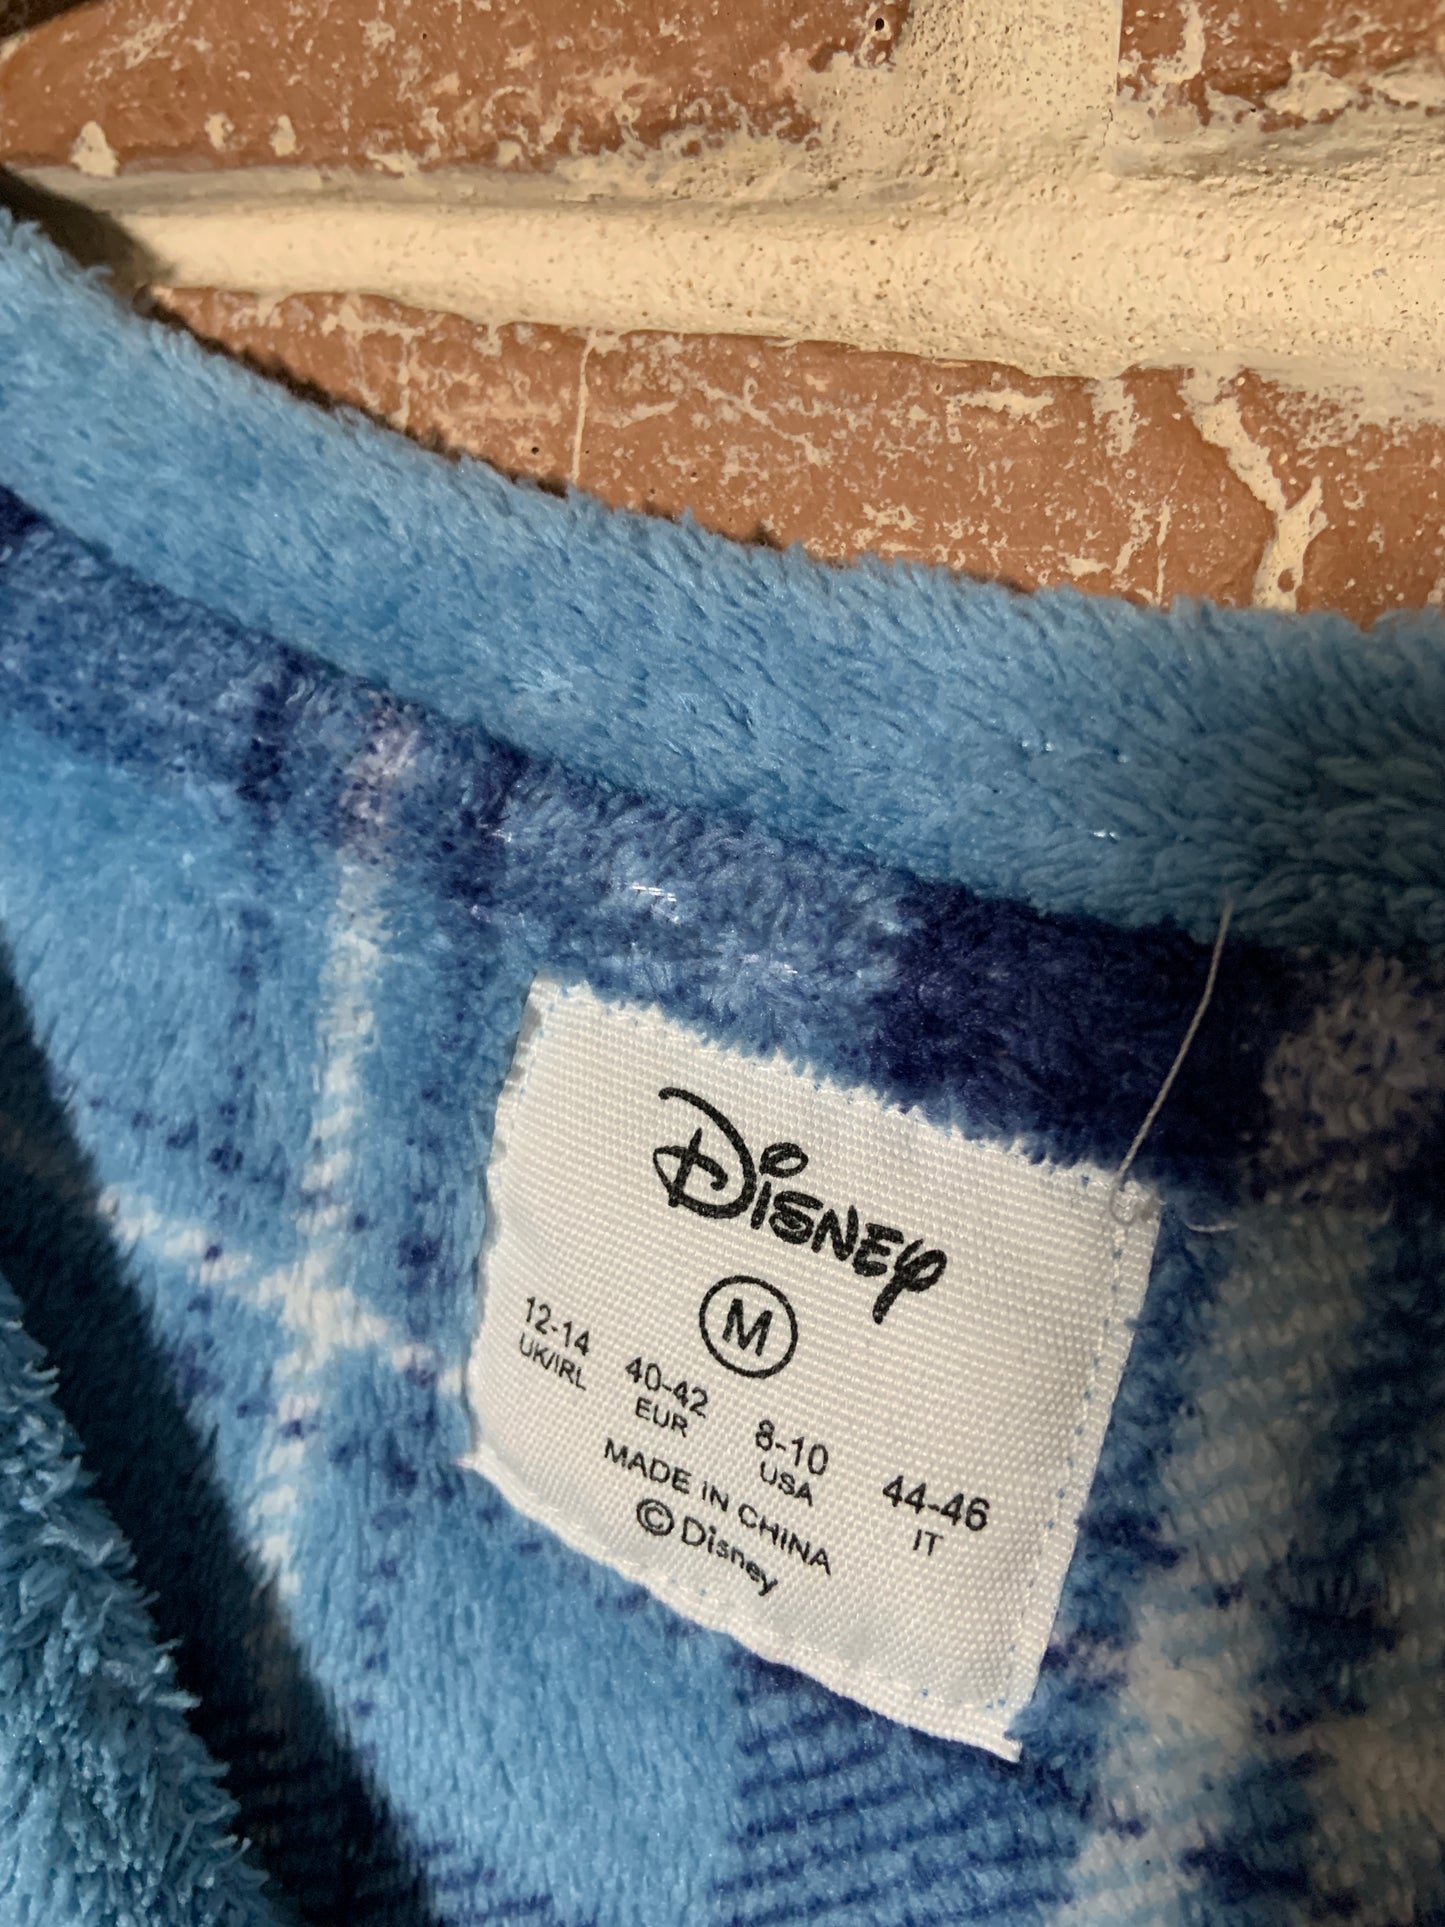 Disney
M
12-14 40-42 8-10 44-46
UK/IRL EUR USA IT
MADE IN CHINA
© Disney